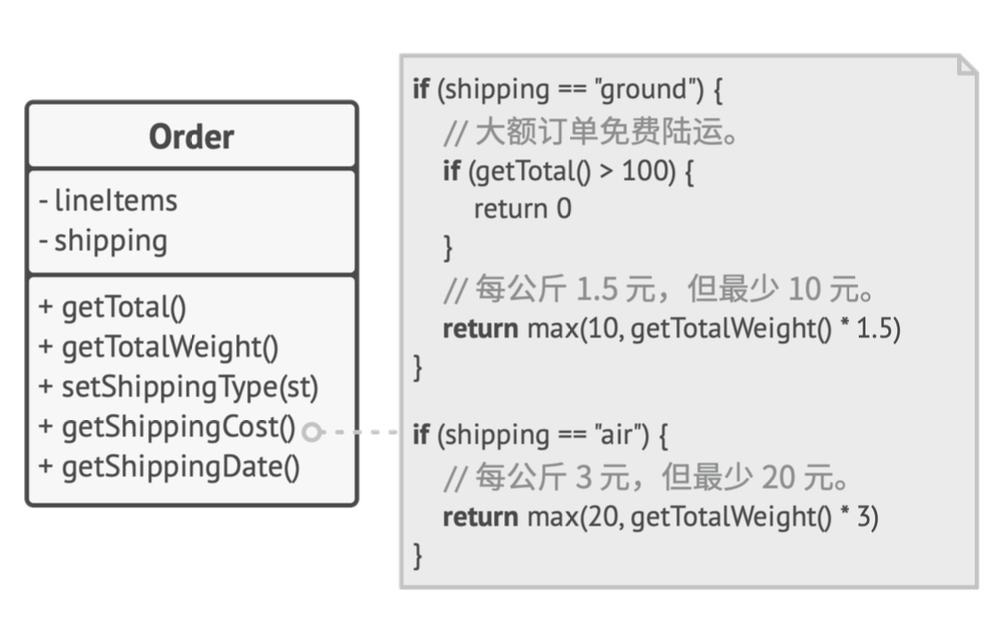 Order
- lineItems
- shipping
+ getTotal()
+ getTotalWeight()
+ setShippingType(st)
+ getShippingCost()
+ getShippingDate()
if (shipping == "ground") {
// 大额订单免费陆运。
if (getTotal() > 100) {
return 0
}
// 每公斤 1.5 元，但最少 10 元。
return max(10, getTotalWeight() * 1.5)
}
if (shipping == "air") {
// 每公斤 3 元，但最少 20 元。
return max(20, getTotalWeight() * 3)
}